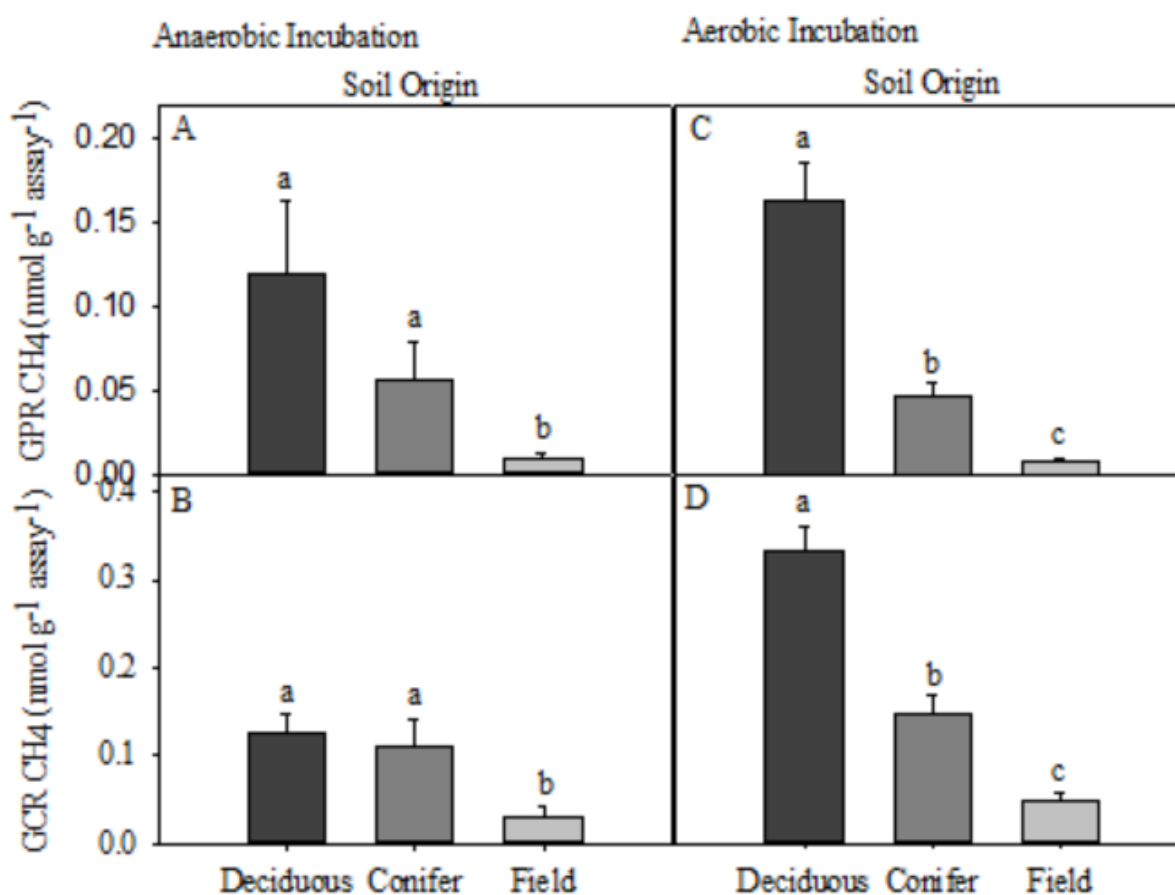 Anaerobic Incubation
Aerobic Incubation
Soil Origin
Soil Origin
GPR CH4 (nmol g-1 assay-1)
0.20
0.15
0.10
0.05
0.00
A
a
a
b
C
a
b
c
GCR CH4 (nmol g-1 assay-1)
0.4
0.3
0.2
0.1
0.0
B
a
a
b
D
a
b
c
Deciduous Conifer Field
Deciduous Conifer Field